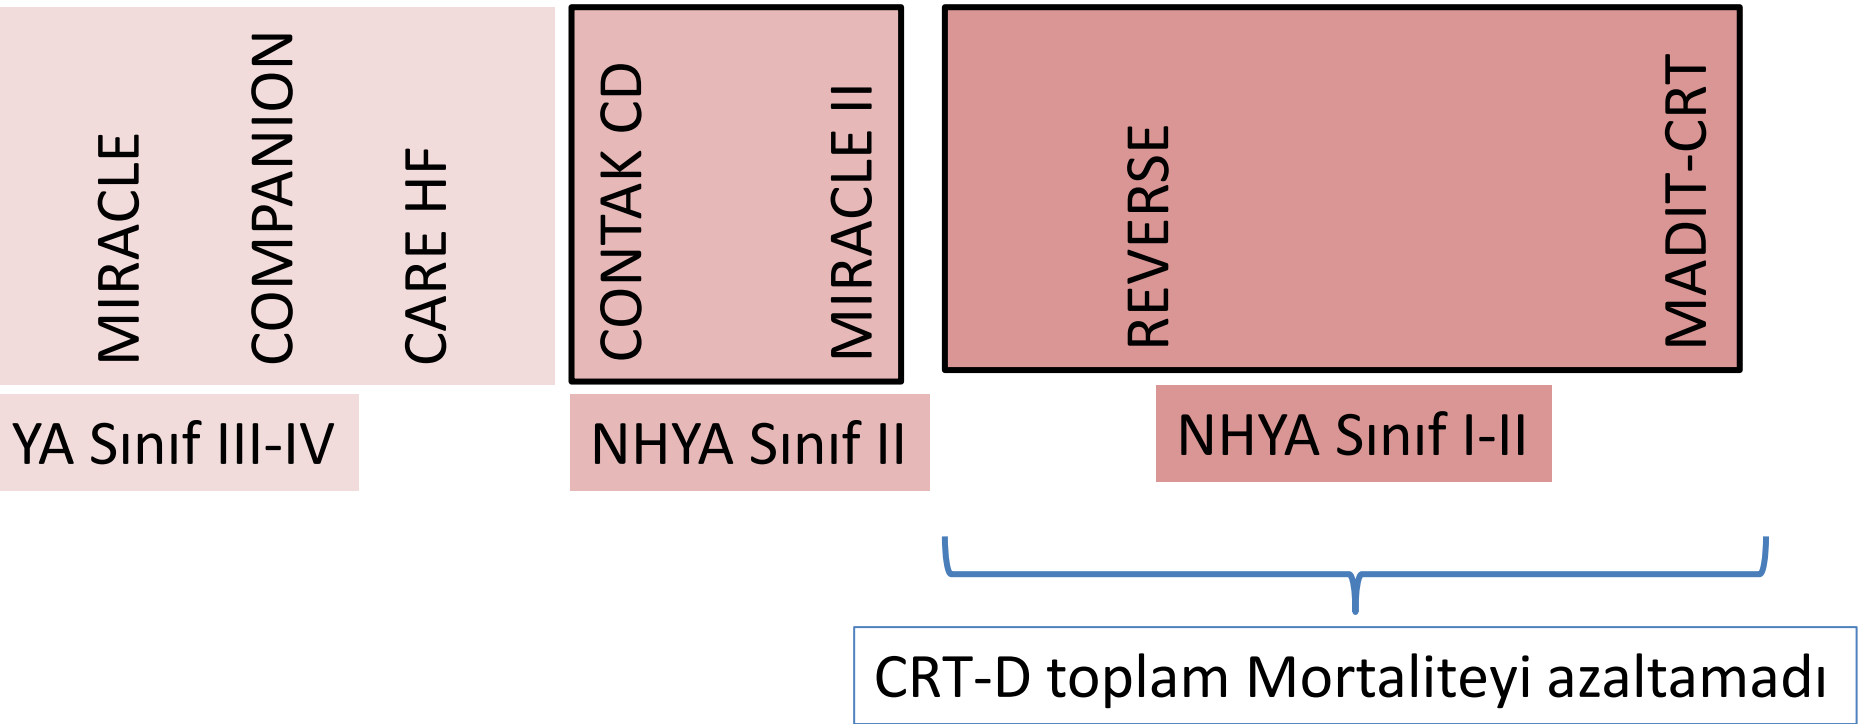 MIRACLE
COMPANION
CARE HF
CONTAK CD
MIRACLE II
REVERSE
MADIT-CRT
YA Sınıf III-IV
NHYA Sınıf II
NHYA Sınıf I-II
CRT-D toplam Mortaliteyi azaltamadı